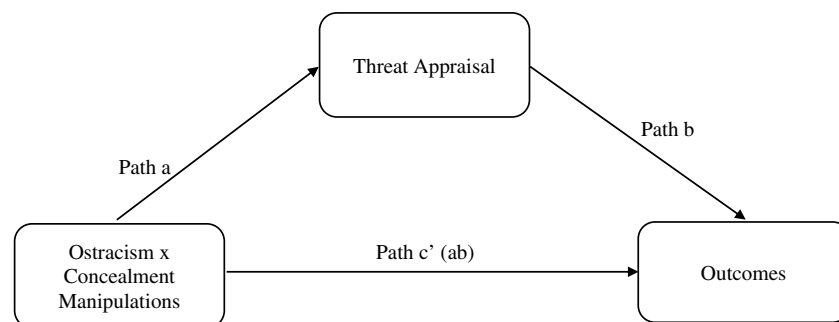 Threat Appraisal
Path a
Path b
Ostracism x
Concealment
Manipulations
Path c’ (ab)
Outcomes